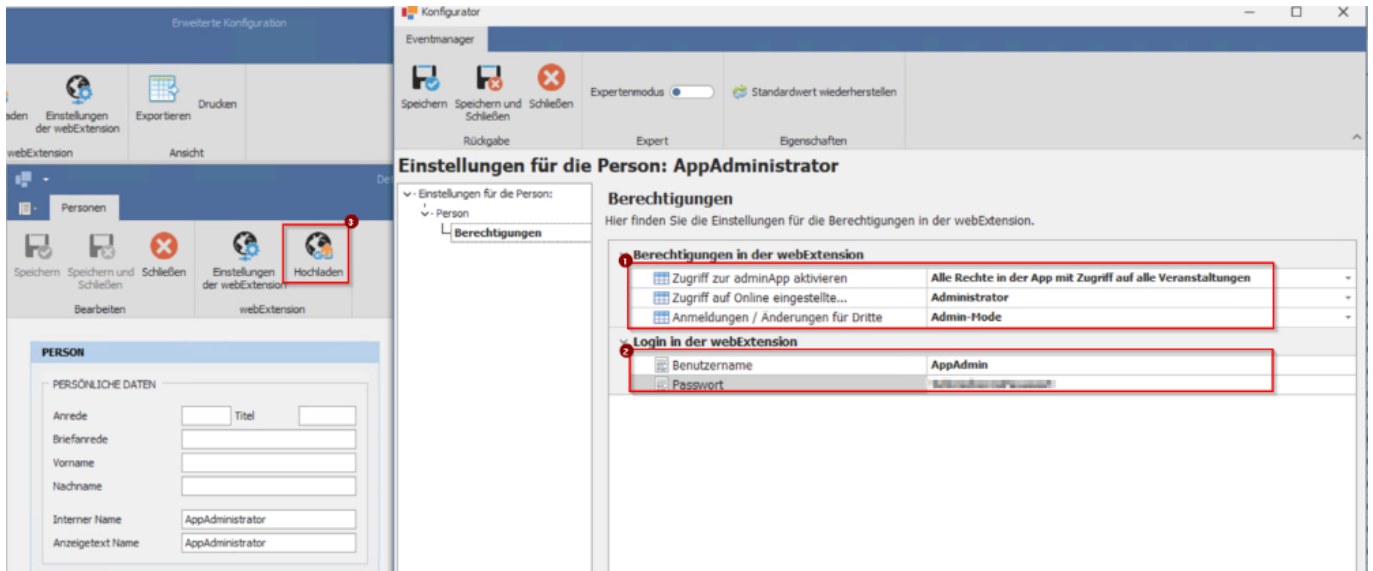 Erweiterte Konfiguration
aden
Einstellungen
der webExtension
Exportieren
Drucken
webExtension
Ansicht
De
Personen
3
Speichern
Speichern und
Schließen
Schließen
Einstellungen
der webExtension
Hochladen
Bearbeiten
webExtension
PERSON
PERSÖNLICHE DATEN
Anrede
Titel
Briefanrede
Vorname
Nachname
Interner Name
AppAdministrator
Anzeigetext Name
AppAdministrator
Konfigurator
Eventmanager
Speichern
Speichern und
Schließen
Schließen
Expertenmodus
Standardwert wiederherstellen
Rückgabe
Expert
Eigenschaften
Einstellungen für die Person: AppAdministrator
Einstellungen für die Person:
Person
Berechtigungen
Berechtigungen
Hier finden Sie die Einstellungen für die Berechtigungen in der webExtension.
Berechtigungen in der webExtension
1
Zugriff zur adminApp aktivieren
Alle Rechte in der App mit Zugriff auf alle Veranstaltungen
Zugriff auf Online eingestellte...
Administrator
Anmeldungen / Änderungen für Dritte
Admin-Mode
Login in der webExtension
2
Benutzername
AppAdmin
Passwort